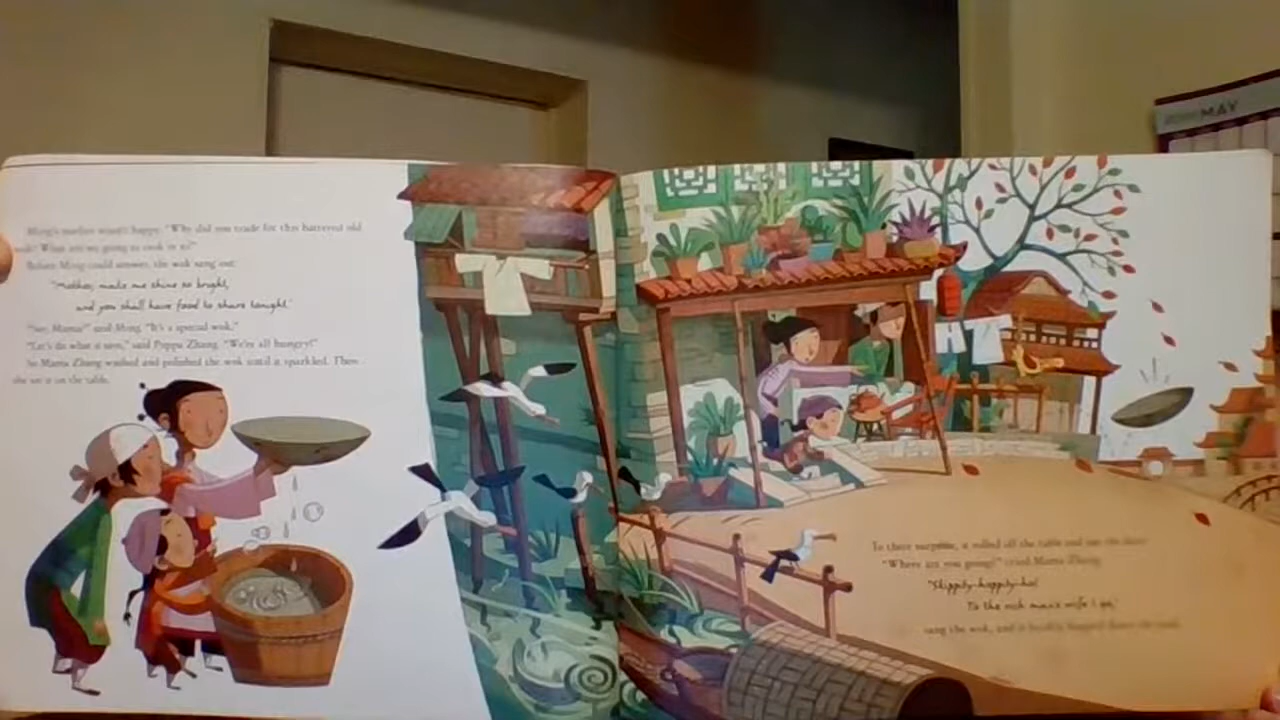 Ming's mother wasn't happy. "Why did you trade for this battered old
wok? What are we going to cook in it?"
Before Ming could answer, the wok sang out:
"Mother, make me shine so bright,
and you shall have food to share tonight."
"See, Mama?" said Ming. "It's a special wok."
"Let's do what it says," said Poppa Zhang. "We're all hungry!"
So Mama Zhang washed and polished the wok until it sparkled. Then
she set it on the table.
To their surprise, it rolled off the table and out the door.
"Where are you going?" cried Mama Zhang.
"Skippity-hoppity-ho!
To the rich man's wife I go,"
sang the wok, and it hopped down the road.
MAY